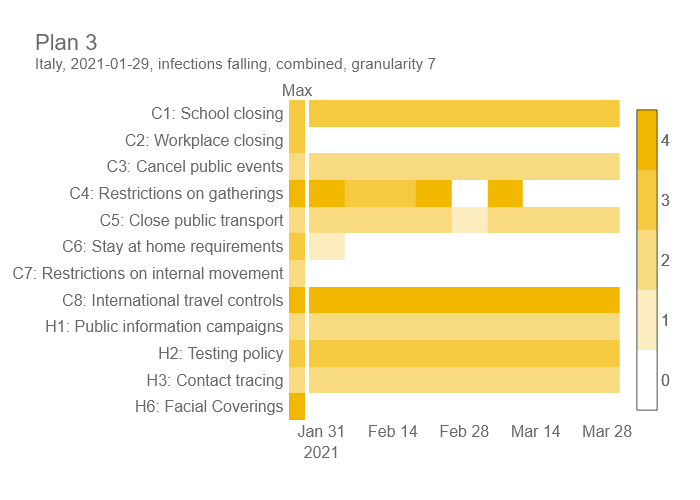 Plan 3
Italy, 2021-01-29, infections falling, combined, granularity 7
Max
C1: School closing
C2: Workplace closing
C3: Cancel public events
C4: Restrictions on gatherings
C5: Close public transport
C6: Stay at home requirements
C7: Restrictions on internal movement
C8: International travel controls
H1: Public information campaigns
H2: Testing policy
H3: Contact tracing
H6: Facial Coverings
Jan 31 Feb 14 Feb 28 Mar 14 Mar 28
2021
4
3
2
1
0